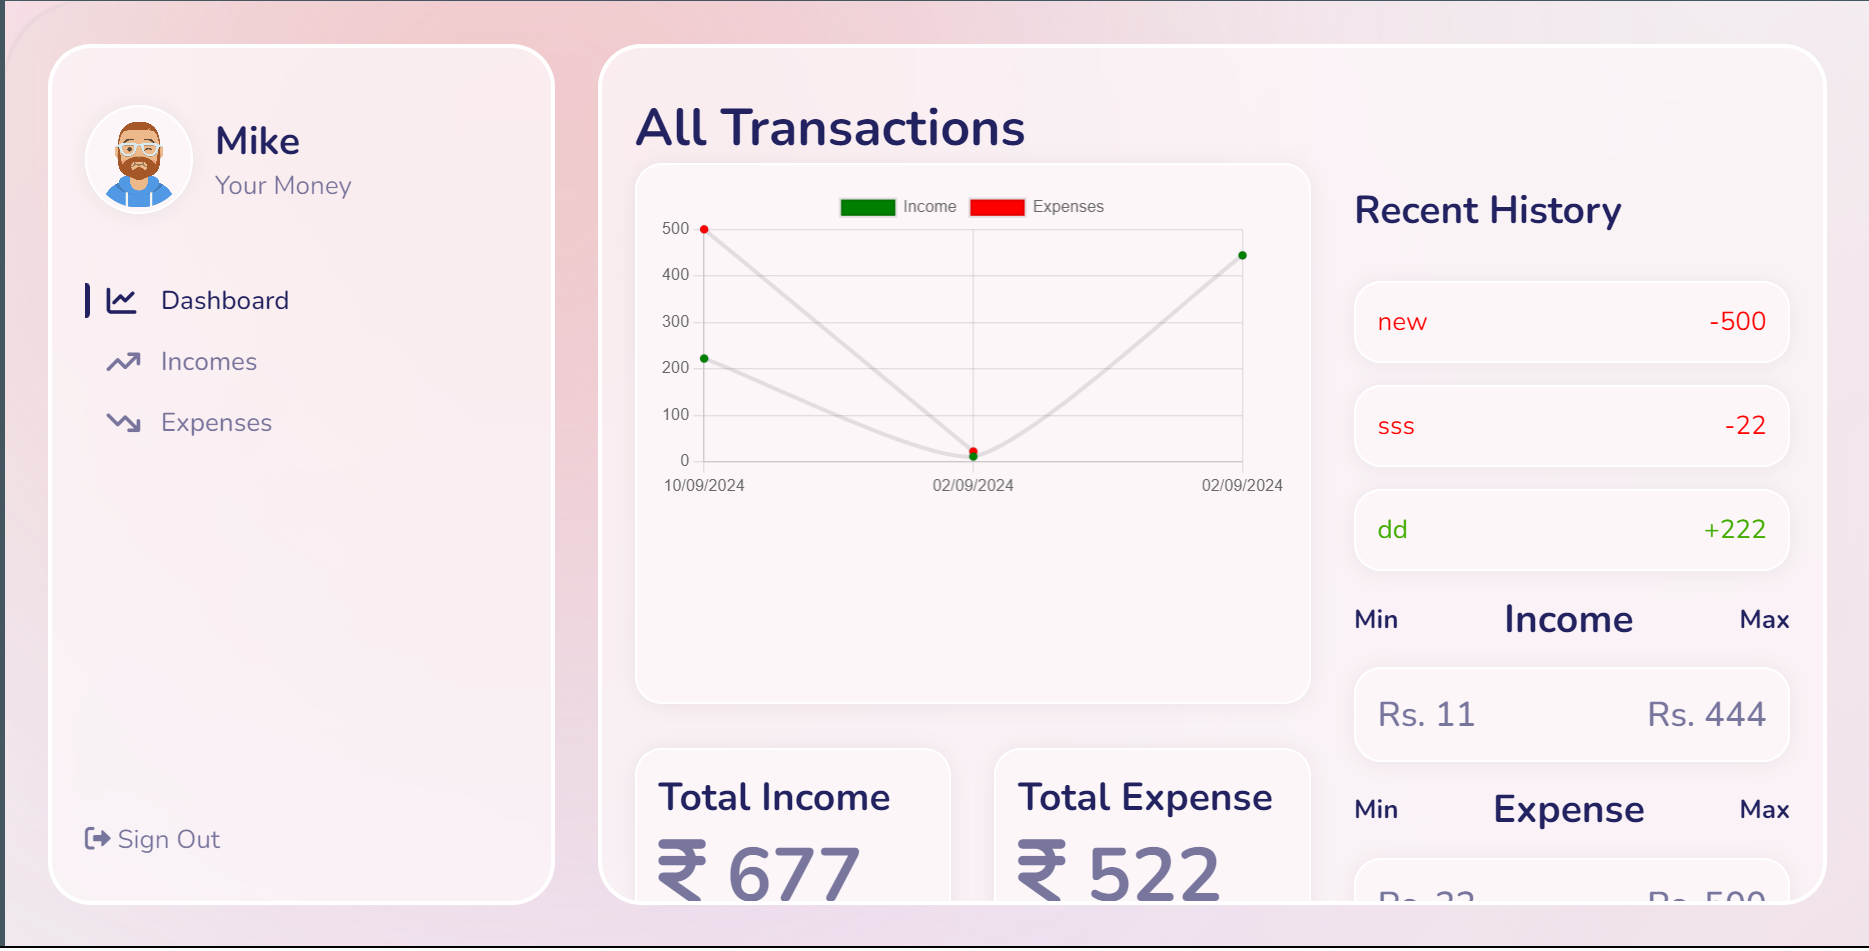 Mike
Your Money
Dashboard
Incomes
Expenses
Sign Out
All Transactions
Income Expenses
500
400
300
200
100
0
10/09/2024 02/09/2024 02/09/2024
Total Income
₹ 677
Total Expense
₹ 522
Recent History
new -500
sss -22
dd +222
Min Income Max
Rs. 11 Rs. 444
Min Expense Max